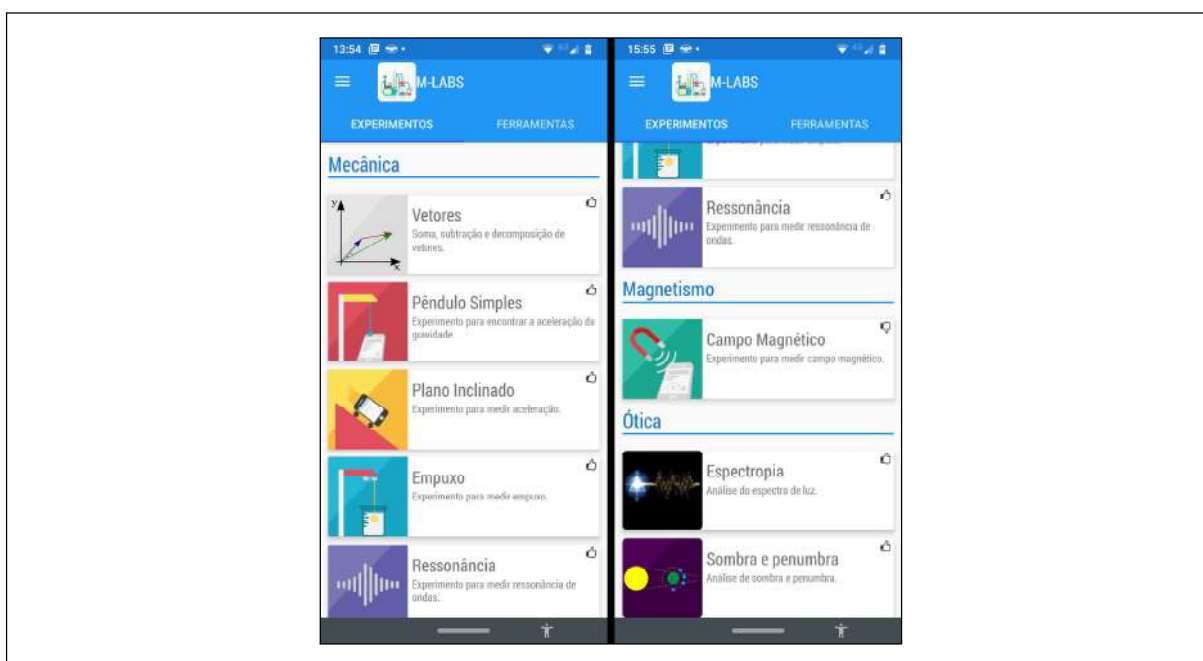 13:54
M-LABS
EXPERIMENTOS FERRAMENTAS
Mecânica
y
x
Vetores
Soma, subtração e decomposição de
vetores.
Pêndulo Simples
Experimento para encontrar a aceleração da
gravidade.
Plano Inclinado
Experimento para medir aceleração.
Empuxo
Experimento para medir empuxo.
Ressonância
Experimento para medir ressonância de
ondas.
15:55
M-LABS
EXPERIMENTOS FERRAMENTAS
Ressonância
Experimento para medir ressonância de
ondas.
Magnetismo
Campo Magnético
Experimento para medir campo magnético.
Ótica
Espectropia
Análise do espectro de luz.
Sombra e penumbra
Análise de sombra e penumbra.